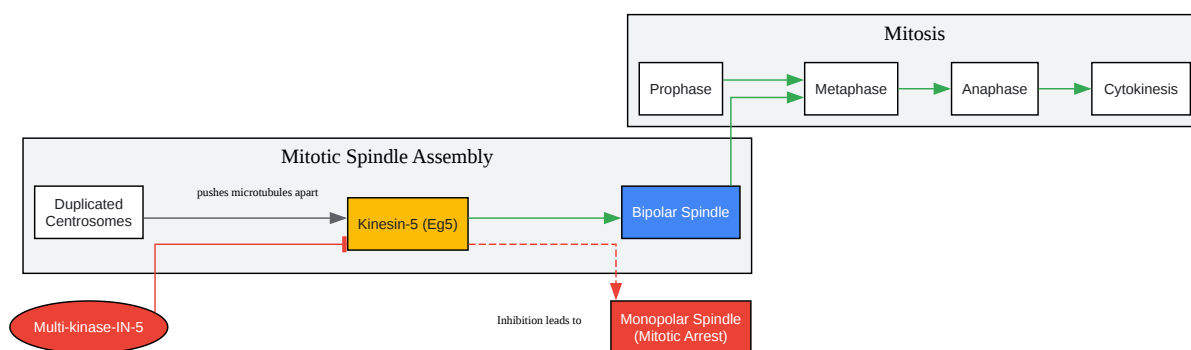 Mitosis
Prophase
Metaphase
Anaphase
Cytokinesis
Mitotic Spindle Assembly
Duplicated
Centrosomes
pushes microtubules apart
Kinesin-5 (Eg5)
Bipolar Spindle
Multi-kinase-IN-5
Inhibition leads to
Monopolar Spindle
(Mitotic Arrest)